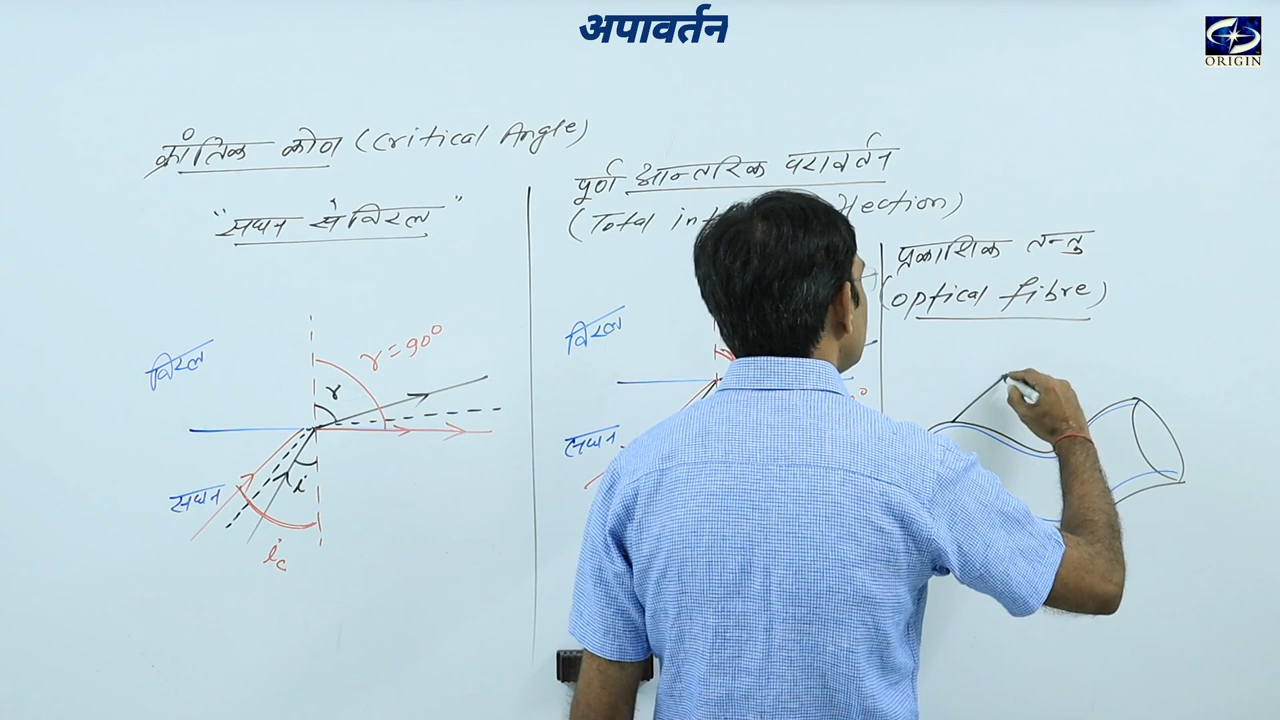 अपावर्तन
ORIGIN
क्रांतिक कोण (Critical Angle)
"सघन से विरल"
विरल
r = 90°
r
सघन
i
ic
पूर्ण आन्तरिक परावर्तन
(Total int lection)
विरल
सघन
प्रकाशिक तन्तु
(optical fibre)